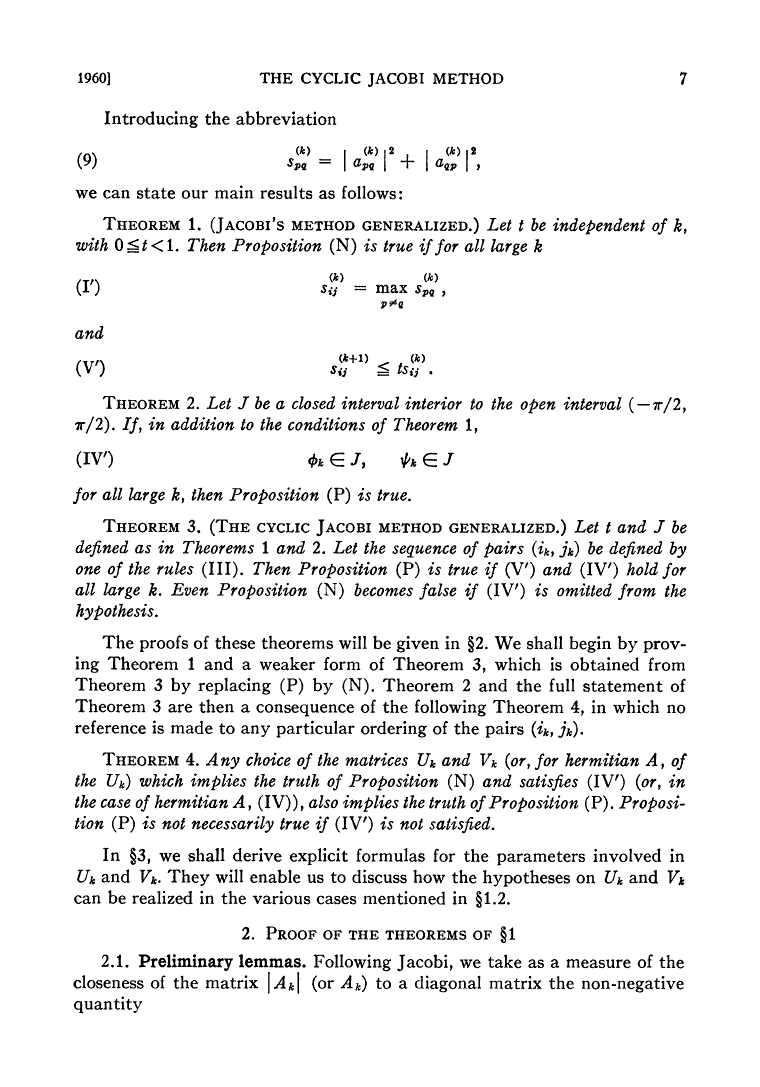 1960] THE CYCLIC JACOBI METHOD 7
Introducing the abbreviation
(9) s_{pq}^{(k)} = | a_{pq}^{(k)} |^2 + | a_{qp}^{(k)} |^2,
we can state our main results as follows:
THEOREM 1. (JACOBI'S METHOD GENERALIZED.) Let t be independent of k,
with 0≦t<1. Then Proposition (N) is true if for all large k
(I′) s_{ij}^{(k)} = max_{p≠q} s_{pq}^{(k)},
and
(V′) s_{ij}^{(k+1)} ≦ ts_{ij}^{(k)}.
THEOREM 2. Let J be a closed interval interior to the open interval (−π/2,
π/2). If, in addition to the conditions of Theorem 1,
(IV′) ϕ_k ∈ J, ψ_k ∈ J
for all large k, then Proposition (P) is true.
THEOREM 3. (THE CYCLIC JACOBI METHOD GENERALIZED.) Let t and J be
defined as in Theorems 1 and 2. Let the sequence of pairs (i_k, j_k) be defined by
one of the rules (III). Then Proposition (P) is true if (V′) and (IV′) hold for
all large k. Even Proposition (N) becomes false if (IV′) is omitted from the
hypothesis.
The proofs of these theorems will be given in §2. We shall begin by prov-
ing Theorem 1 and a weaker form of Theorem 3, which is obtained from
Theorem 3 by replacing (P) by (N). Theorem 2 and the full statement of
Theorem 3 are then a consequence of the following Theorem 4, in which no
reference is made to any particular ordering of the pairs (i_k, j_k).
THEOREM 4. Any choice of the matrices U_k and V_k (or, for hermitian A, of
the U_k) which implies the truth of Proposition (N) and satisfies (IV′) (or, in
the case of hermitian A, (IV)), also implies the truth of Proposition (P). Proposi-
tion (P) is not necessarily true if (IV′) is not satisfied.
In §3, we shall derive explicit formulas for the parameters involved in
U_k and V_k. They will enable us to discuss how the hypotheses on U_k and V_k
can be realized in the various cases mentioned in §1.2.
2. PROOF OF THE THEOREMS OF §1
2.1. Preliminary lemmas. Following Jacobi, we take as a measure of the
closeness of the matrix |A_k| (or A_k) to a diagonal matrix the non-negative
quantity